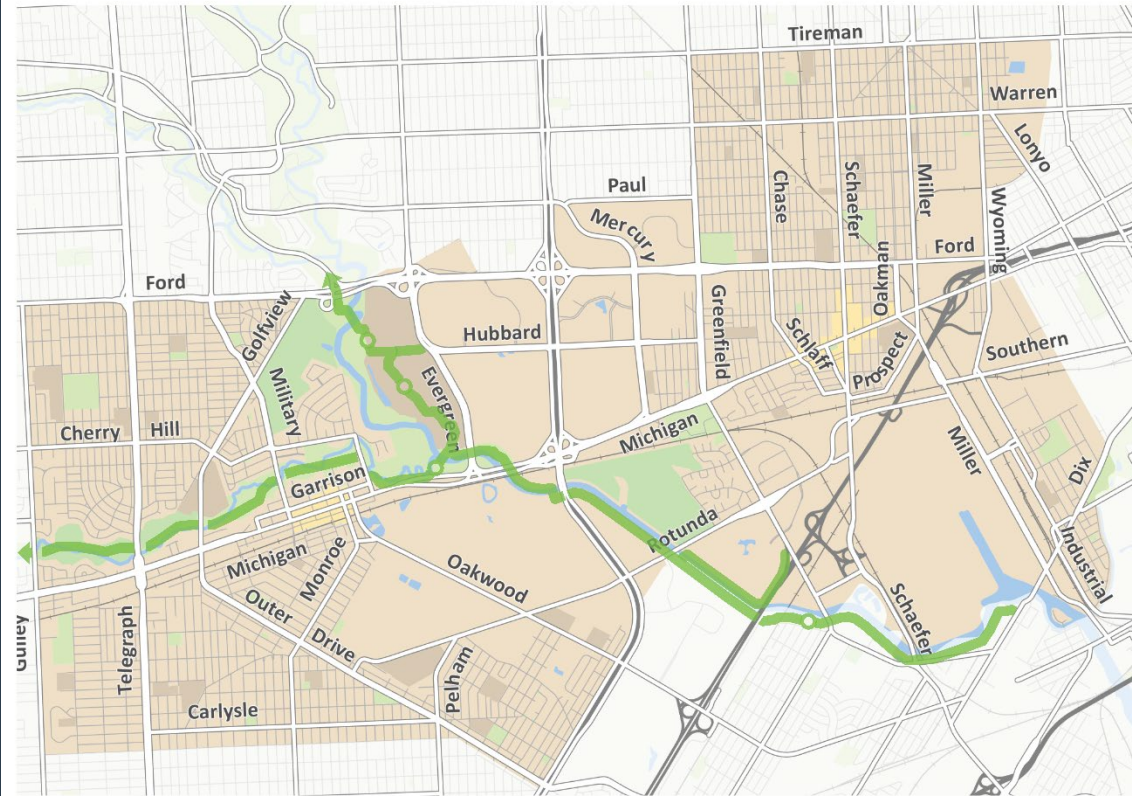 Tireman
Warren
Lonyo
Paul
Mercury
Chase
Schaefer
Miller
Wyoming
Oakman
Ford
Ford
Golfview
Hubbard
Greenfield
Schlaff
Prospect
Southern
Military
Evergreen
Michigan
Cherry Hill
Garrison
Miller
Dix
Rotunda
Industrial
Michigan
Monroe
Oakwood
Outer Drive
Schaefer
Gulley
Telegraph
Pelham
Carlysle